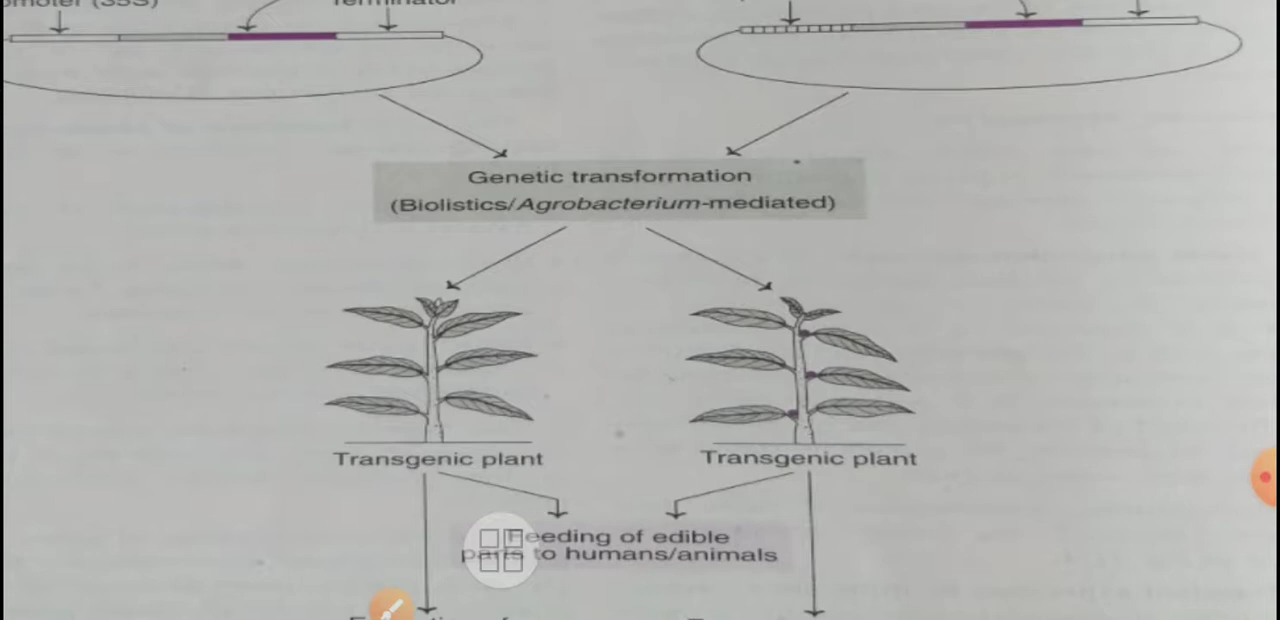 Terminator
Genetic transformation
(Biolistics/Agrobacterium-mediated)
Transgenic plant
Transgenic plant
Feeding of edible
parts to humans/animals